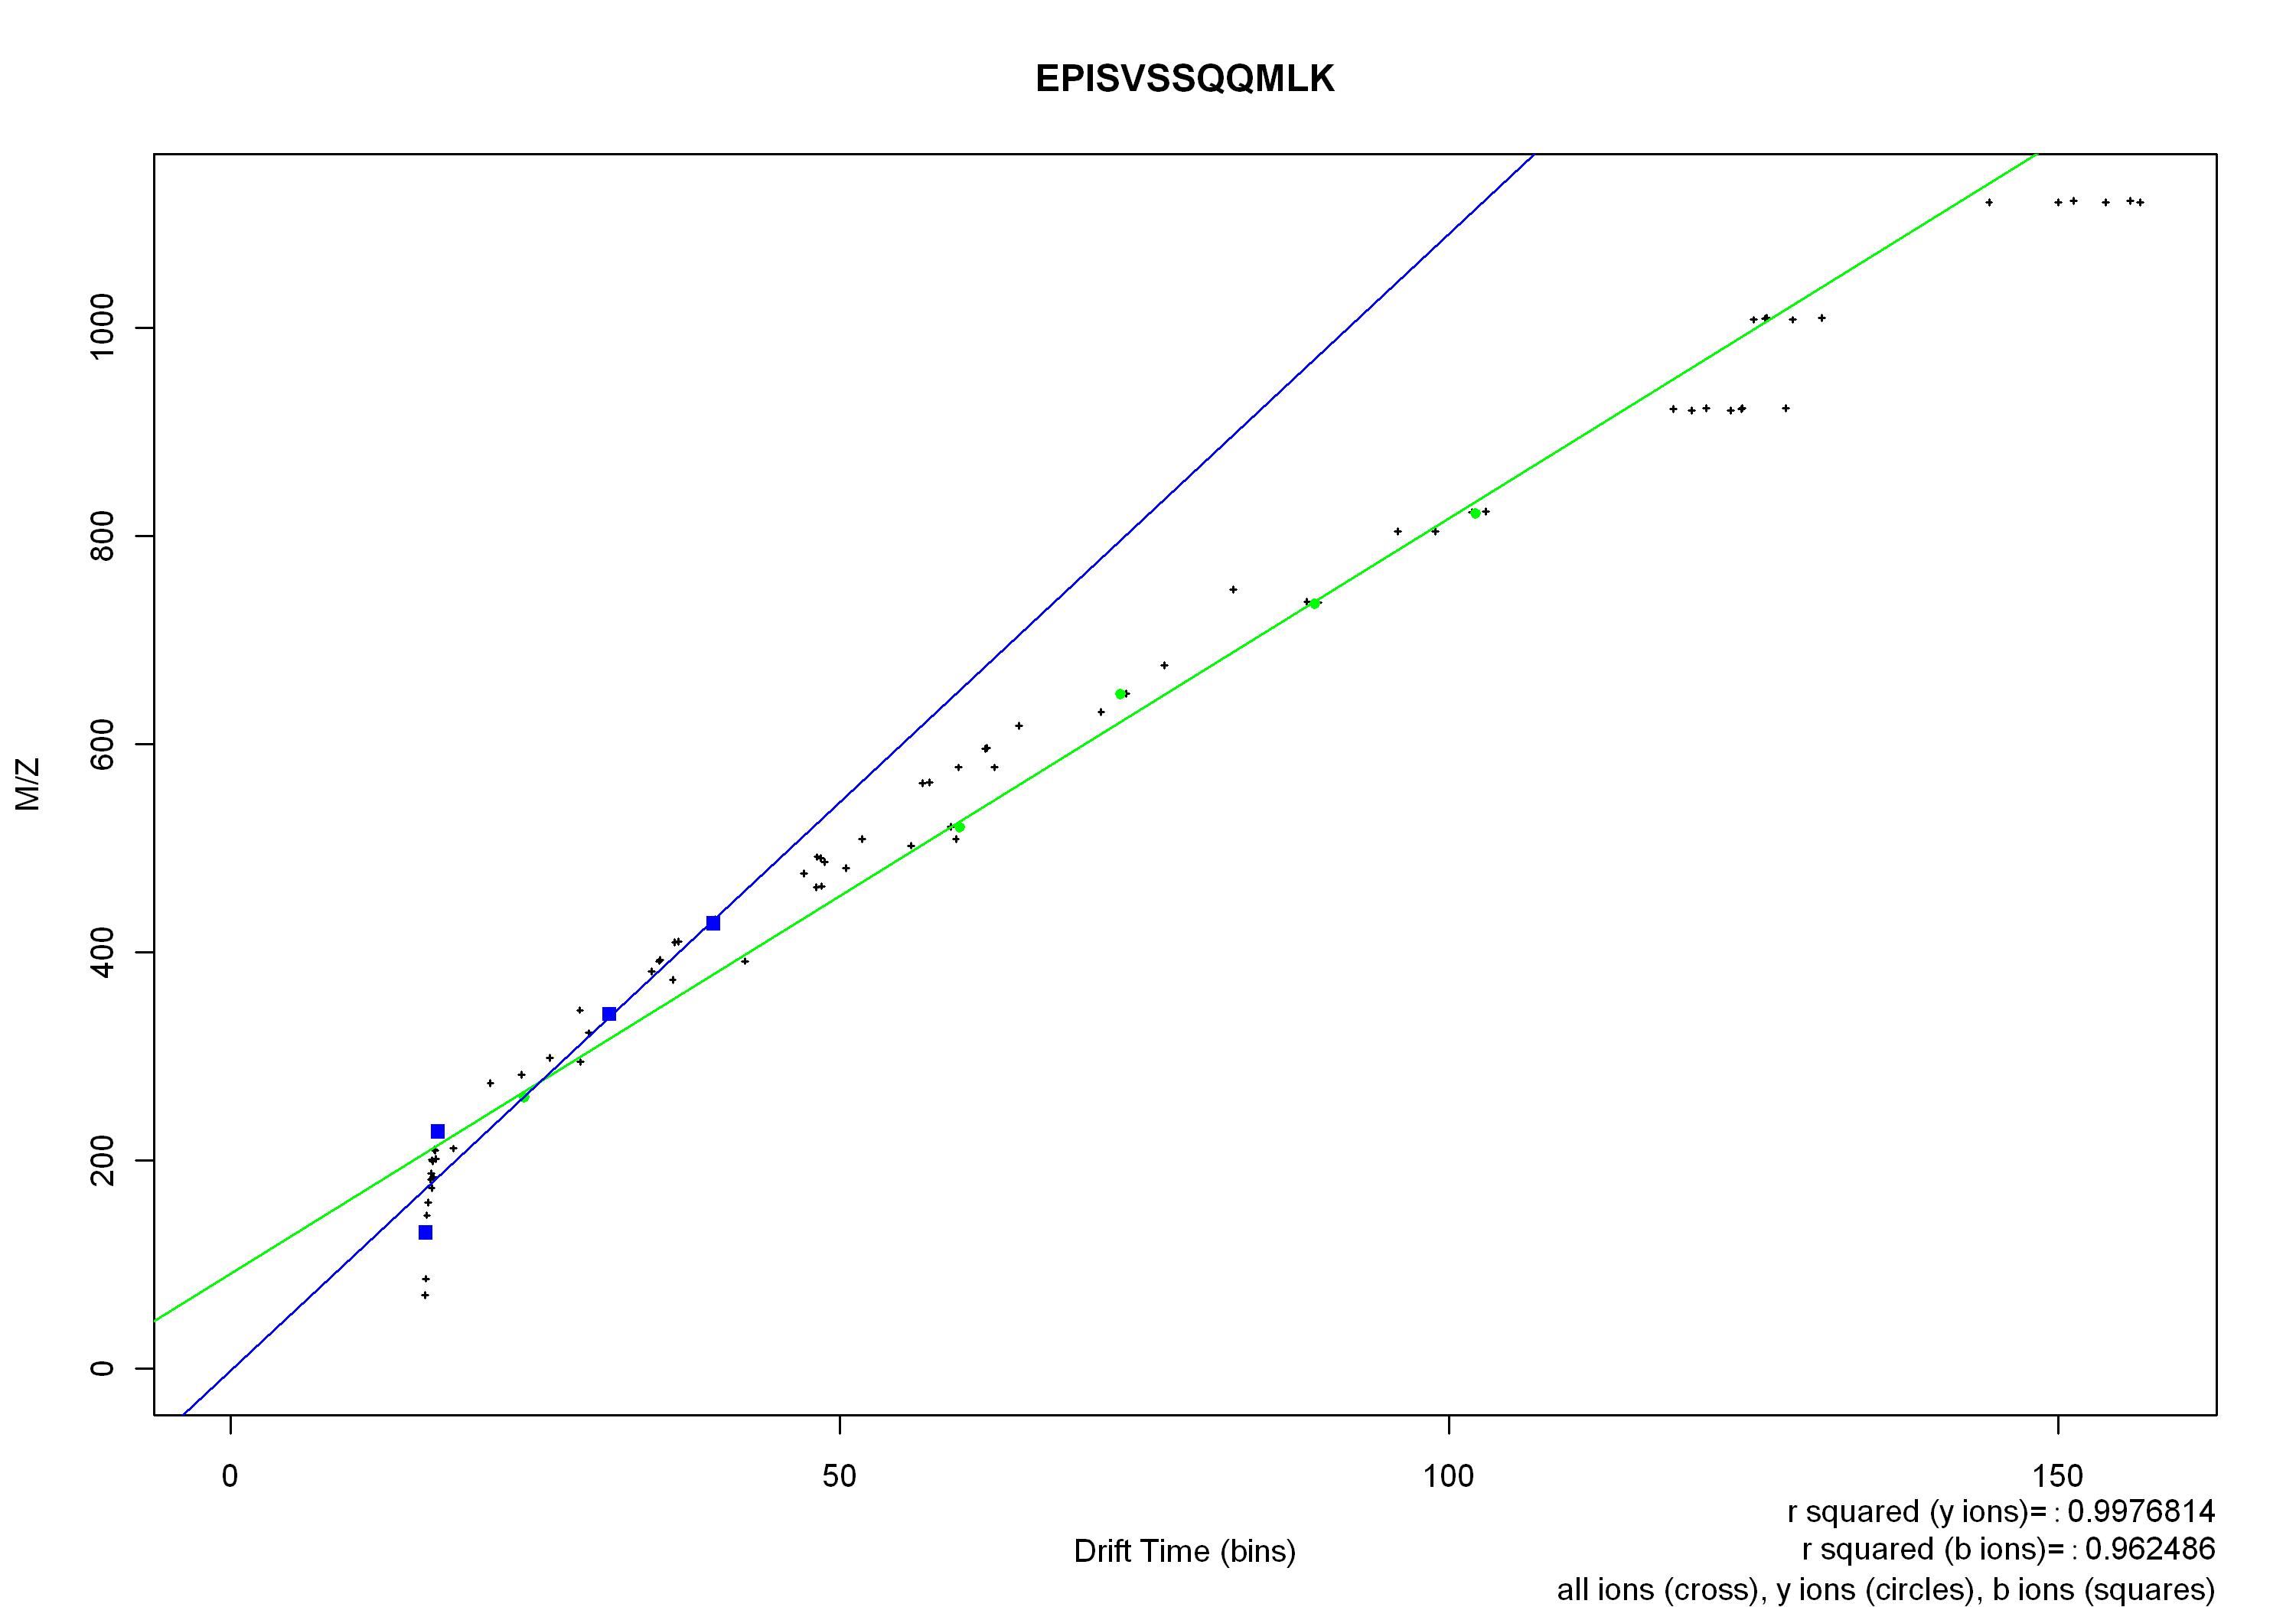 EPISVSSQQMLK
M/Z
1000
800
600
400
200
0
0 50 100 150
Drift Time (bins)
r squared (y ions)= : 0.9976814
r squared (b ions)= : 0.962486
all ions (cross), y ions (circles), b ions (squares)